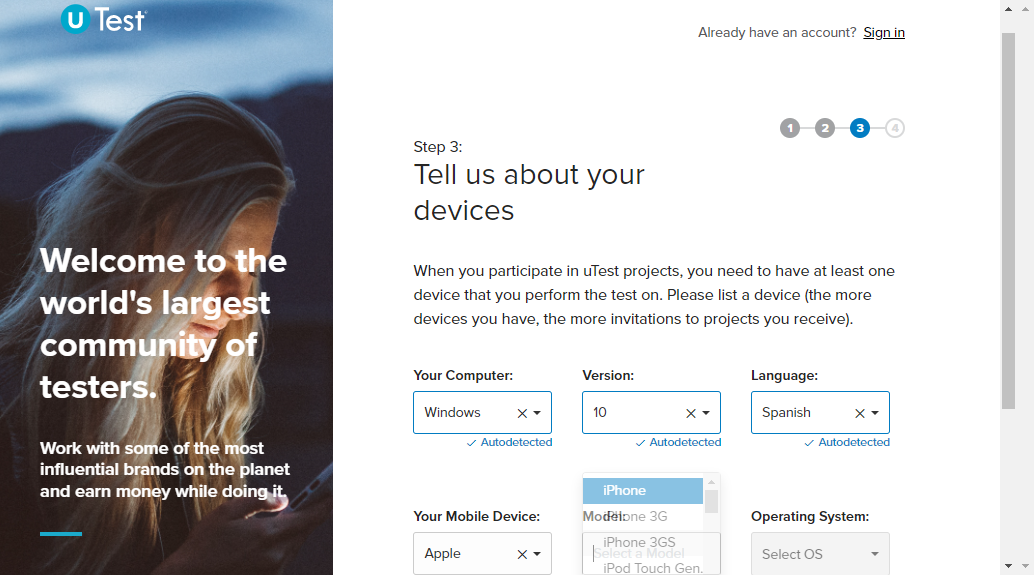 U Test
Already have an account? Sign in
1 2 3 4
Step 3:
Tell us about your
devices
Welcome to the
world's largest
community of
testers.
When you participate in uTest projects, you need to have at least one
device that you perform the test on. Please list a device (the more
devices you have, the more invitations to projects you receive).
Work with some of the most
influential brands on the planet
and earn money while doing it.
Your Computer: Version: Language:
Windows 10 Spanish
Autodetected Autodetected Autodetected
Your Mobile Device: Model: Operating System:
Apple Select a Model Select OS
iPhone
iPhone 3G
iPhone 3GS
iPod Touch Gen.